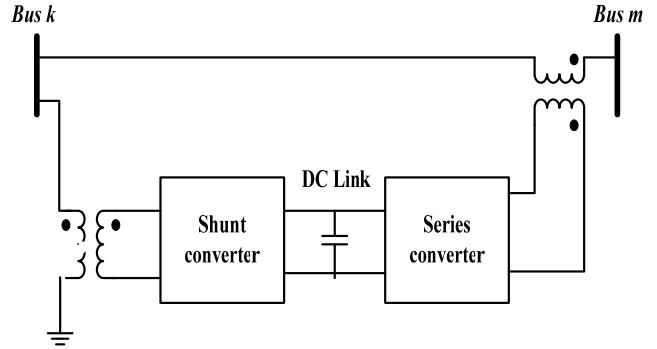 Bus k
Bus m
DC Link
Shunt
converter
Series
converter